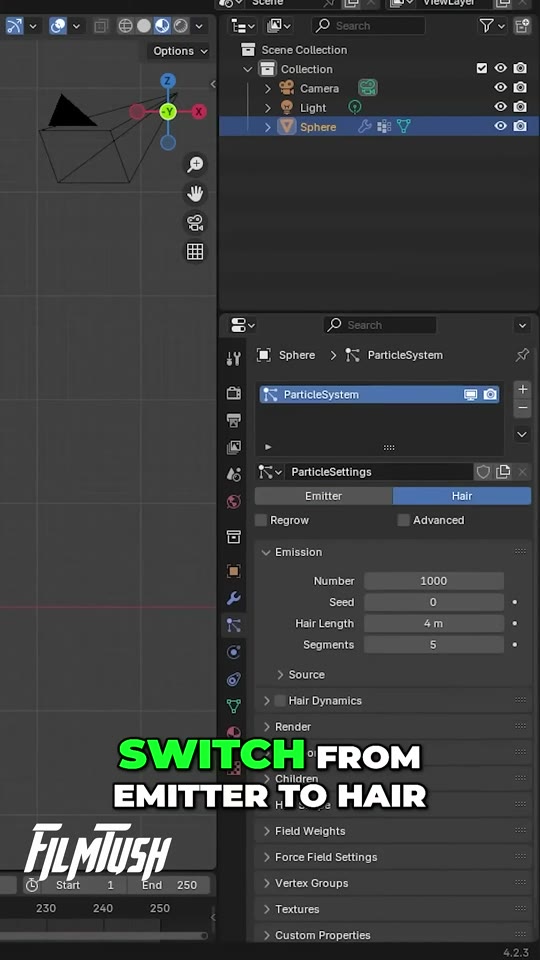 Scene
ViewLayer
Search
Options
Scene Collection
Collection
Camera
Light
Sphere
Z
-Y
X
Search
Sphere
ParticleSystem
ParticleSystem
ParticleSettings
Emitter
Hair
Regrow
Advanced
Emission
Number 1000
Seed 0
Hair Length 4 m
Segments 5
Source
Hair Dynamics
Render
SWITCH FROM
EMITTER TO HAIR
Children
Field Weights
Force Field Settings
Vertex Groups
Textures
Custom Properties
FILMTUSH
Start 1 End 250
230 240 250
4.2.3